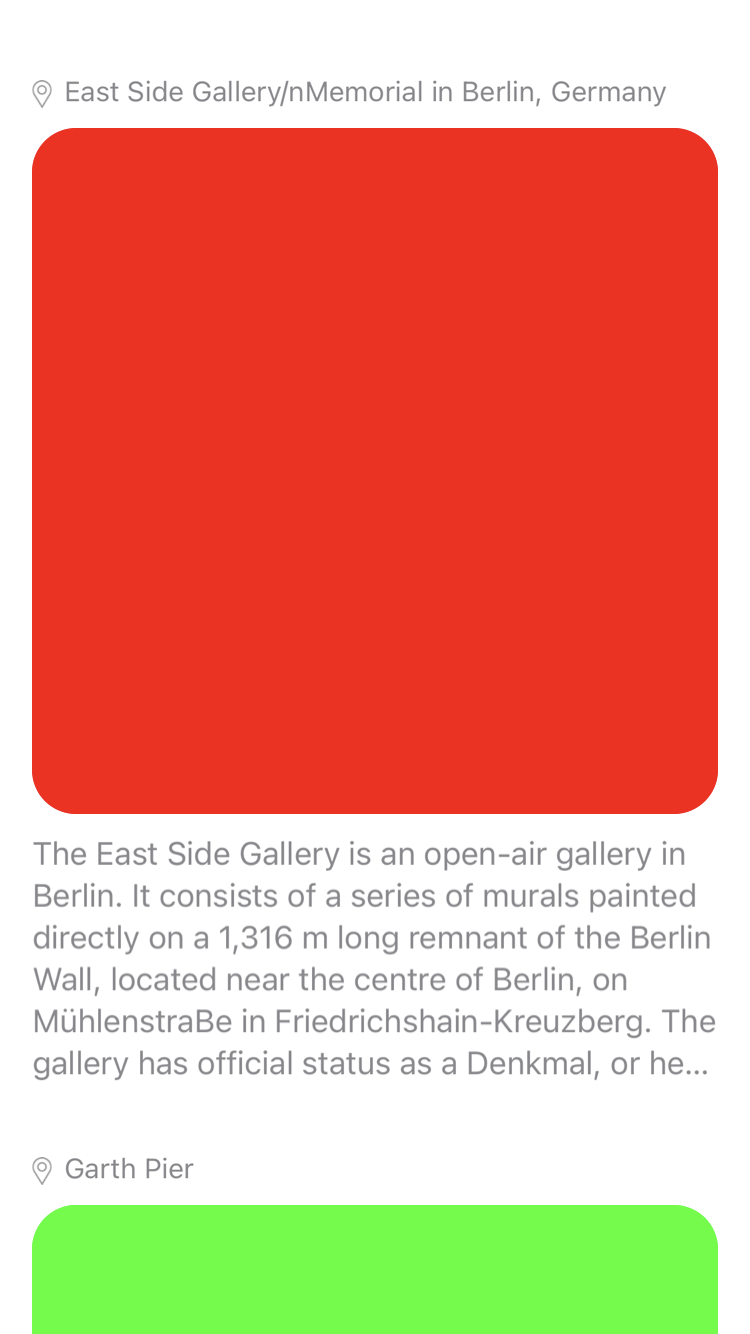 East Side Gallery/nMemorial in Berlin, Germany
The East Side Gallery is an open-air gallery in
Berlin. It consists of a series of murals painted
directly on a 1,316 m long remnant of the Berlin
Wall, located near the centre of Berlin, on
MühlenstraBe in Friedrichshain-Kreuzberg. The
gallery has official status as a Denkmal, or he...
Garth Pier